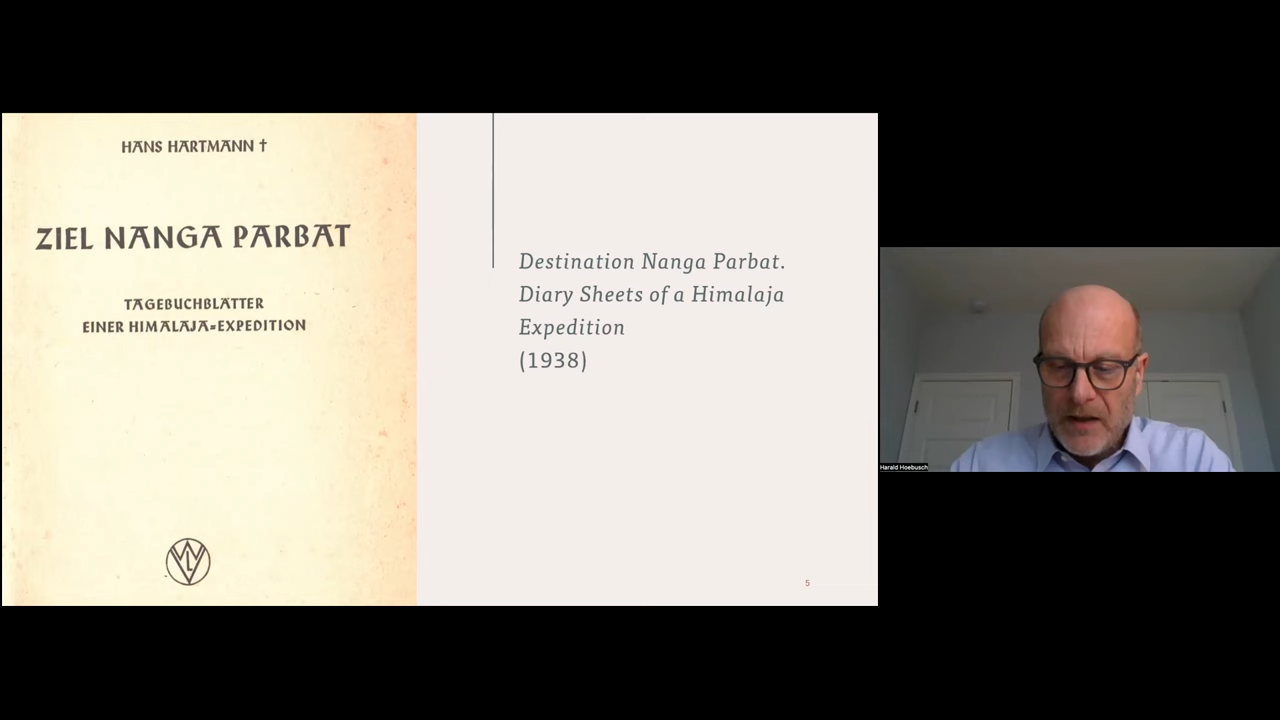 HANS HARTMANN †
ZIEL NANGA PARBAT
TAGEBUCHBLÄTTER
EINER HIMALAJA=EXPEDITION
VLV
Destination Nanga Parbat.
Diary Sheets of a Himalaja
Expedition
(1938)
5
Harald Hoebusch